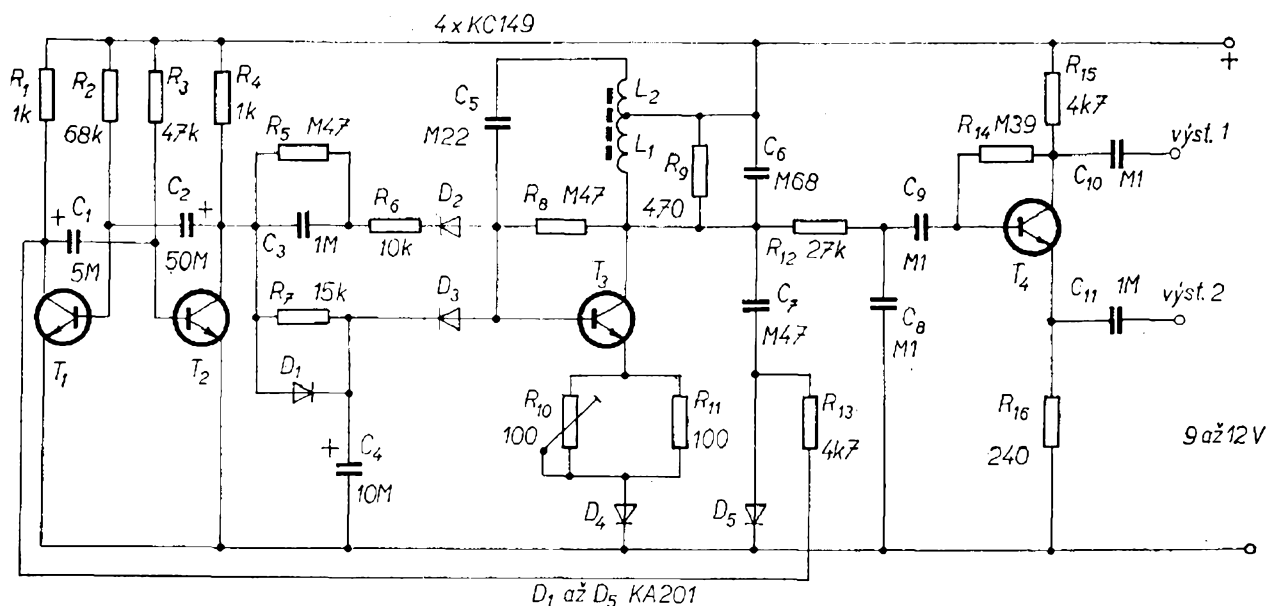 4 x KC149
+
R1
1k
R2
68k
R3
47k
R4
1k
R5 M47
C5
M22
L2
L1
R9
470
C6
M68
R15
4k7
R14 M39
výst. 1
C10 M1
+
C1
5M
C2 +
50M
C3 1M
R6
10k
D2
R8 M47
R12 27k
C9
M1
T4
T1
T2
R7 15k
D3
T3
C7
M47
C8
M1
C11 1M
výst. 2
D1
R10
100
R11
100
R13
4k7
R16
240
9 až 12V
+
C4
10M
D4
D5
D1 až D5 KA201